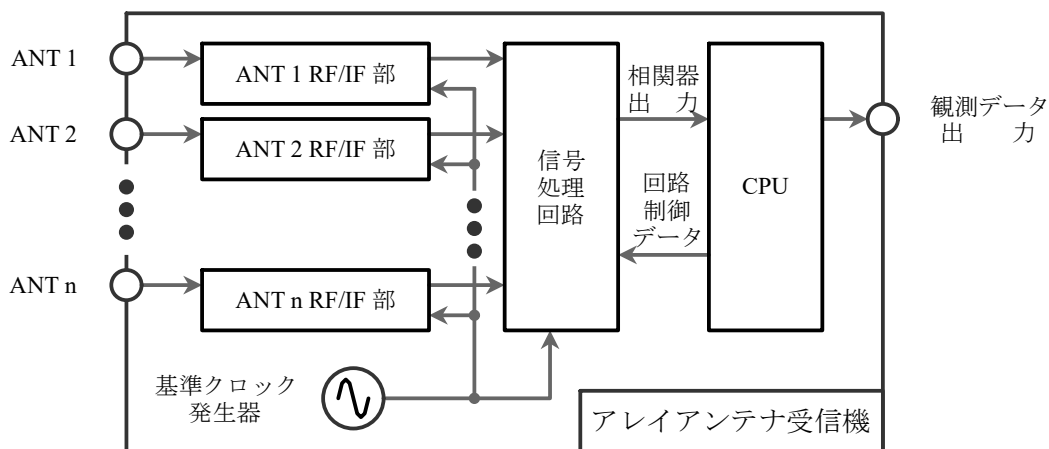 ANT 1
ANT 1 RF/IF 部
ANT 2
ANT 2 RF/IF 部
ANT n
ANT n RF/IF 部
基準クロック
発生器
信号
処理
回路
相関器
出 力
回路
制御
データ
CPU
観測データ
出 力
アレイアンテナ受信機